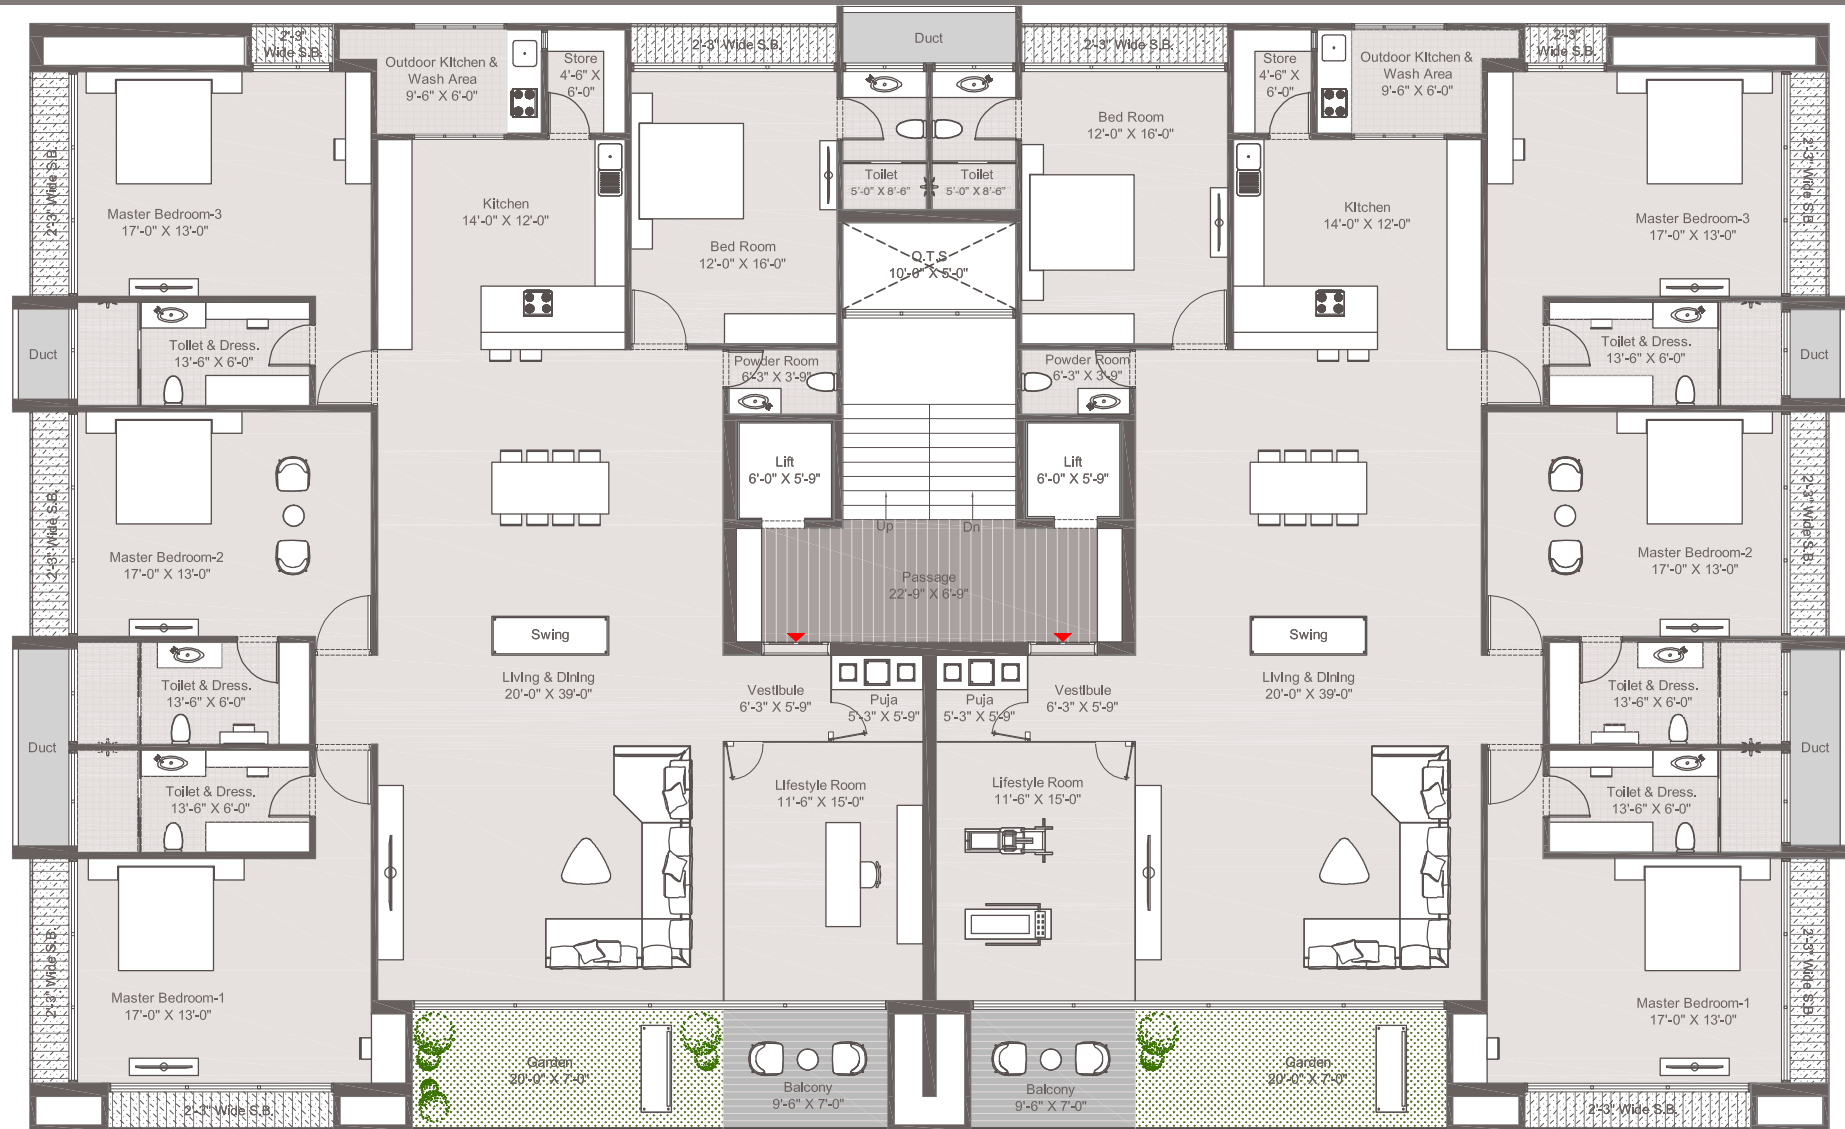 2'-3"
Wide S.B.
Outdoor Kitchen &
Wash Area
9'-6" X 6'-0"
Store
4'-6" X
6'-0"
2'-3" Wide S.B.
Duct
2'-3" Wide S.B.
Store
4'-6" X
6'-0"
Outdoor Kitchen &
Wash Area
9'-6" X 6'-0"
2'-3"
Wide S.B.
2'-3" Wide S.B.
Master Bedroom-3
17'-0" X 13'-0"
Kitchen
14'-0" X 12'-0"
Bed Room
12'-0" X 16'-0"
Toilet
5'-0" X 8'-6"
Toilet
5'-0" X 8'-6"
Bed Room
12'-0" X 16'-0"
Kitchen
14'-0" X 12'-0"
Master Bedroom-3
17'-0" X 13'-0"
2'-3" Wide S.B.
O.T.S
10'-0" X 5'-0"
Duct
Toilet & Dress.
13'-6" X 6'-0"
Powder Room
6'-3" X 3'-9"
Powder Room
6'-3" X 3'-9"
Toilet & Dress.
13'-6" X 6'-0"
Duct
2'-3" Wide S.B.
Master Bedroom-2
17'-0" X 13'-0"
Lift
6'-0" X 5'-9"
Up
Dn
Lift
6'-0" X 5'-9"
Master Bedroom-2
17'-0" X 13'-0"
2'-3" Wide S.B.
Passage
22'-9" X 6'-9"
Swing
Swing
Living & Dining
20'-0" X 39'-0"
Vestibule
6'-3" X 5'-9"
Puja
5'-3" X 5'-9"
Puja
5'-3" X 5'-9"
Vestibule
6'-3" X 5'-9"
Living & Dining
20'-0" X 39'-0"
Toilet & Dress.
13'-6" X 6'-0"
Duct
Toilet & Dress.
13'-6" X 6'-0"
Toilet & Dress.
13'-6" X 6'-0"
Duct
Toilet & Dress.
13'-6" X 6'-0"
Lifestyle Room
11'-6" X 15'-0"
Lifestyle Room
11'-6" X 15'-0"
2'-3" Wide S.B.
Master Bedroom-1
17'-0" X 13'-0"
Master Bedroom-1
17'-0" X 13'-0"
2'-3" Wide S.B.
Garden
20'-0" X 7'-0"
Balcony
9'-6" X 7'-0"
Balcony
9'-6" X 7'-0"
Garden
20'-0" X 7'-0"
2'-3" Wide S.B.
2'-3" Wide S.B.